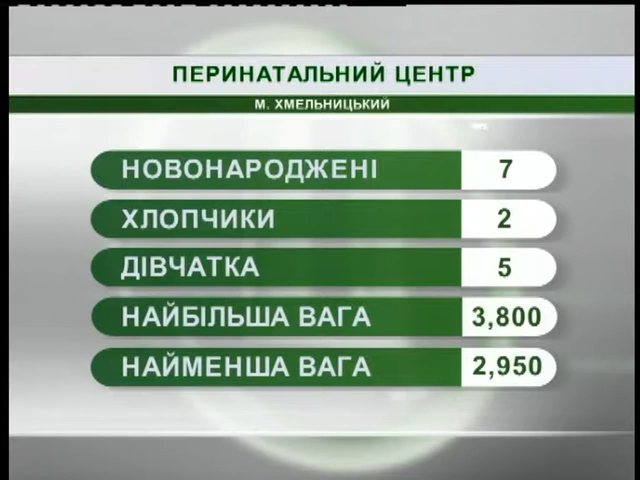 ПЕРИНАТАЛЬНИЙ ЦЕНТР
М. ХМЕЛЬНИЦЬКИЙ
НОВОНАРОДЖЕНІ 7
ХЛОПЧИКИ 2
ДІВЧАТКА 5
НАЙБІЛЬША ВАГА 3,800
НАЙМЕНША ВАГА 2,950